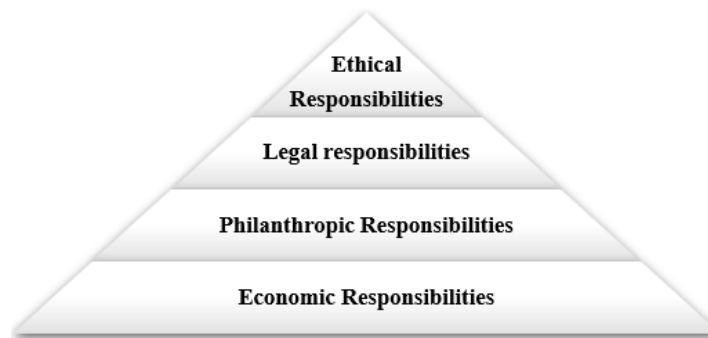 Ethical
Responsibilities
Legal responsibilities
Philanthropic Responsibilities
Economic Responsibilities